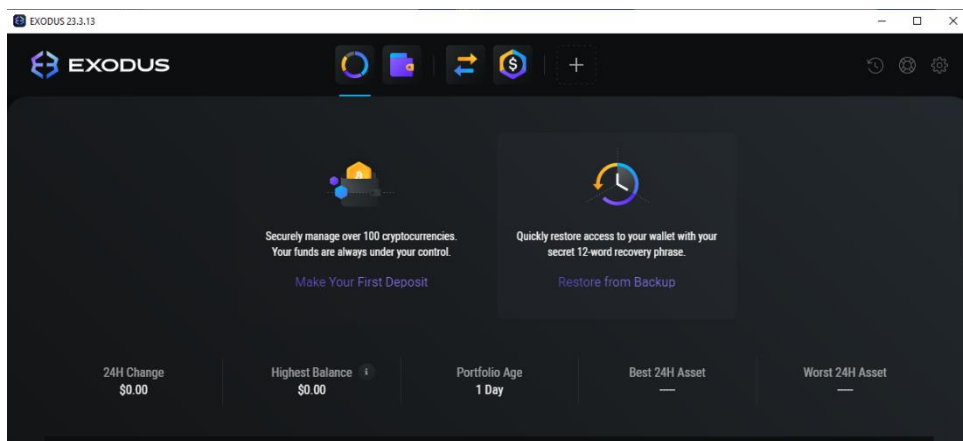 EXODUS 23.3.13
EXODUS
Securely manage over 100 cryptocurrencies.
Your funds are always under your control.
Make Your First Deposit
Quickly restore access to your wallet with your
secret 12-word recovery phrase.
Restore from Backup
24H Change
$0.00
Highest Balance i
$0.00
Portfolio Age
1 Day
Best 24H Asset
—
Worst 24H Asset
—